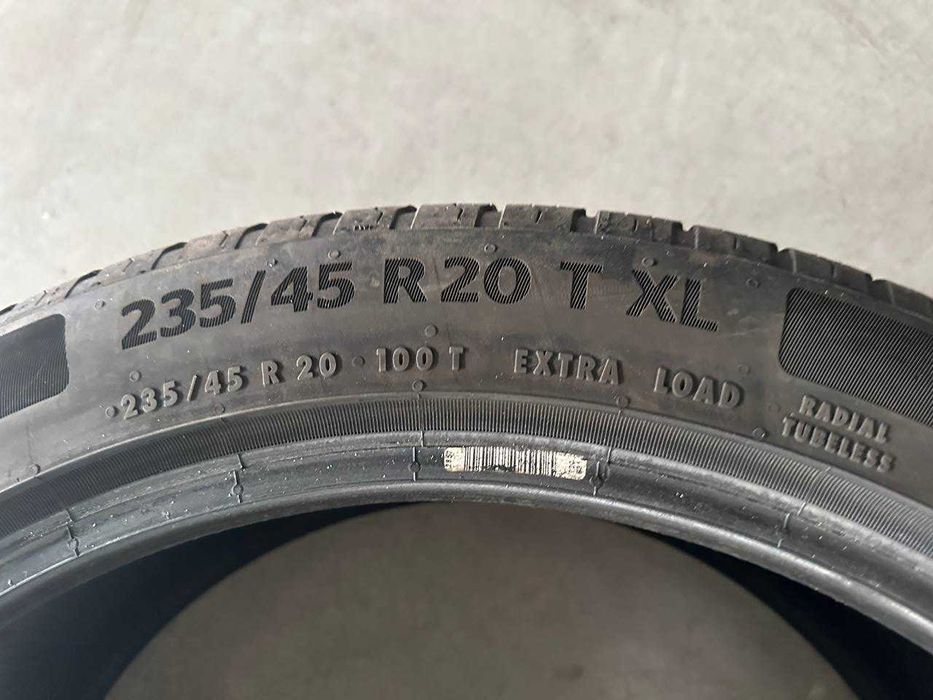 235/45 R20 T XL
235/45 R 20 100 T EXTRA LOAD
RADIAL
TUBELESS